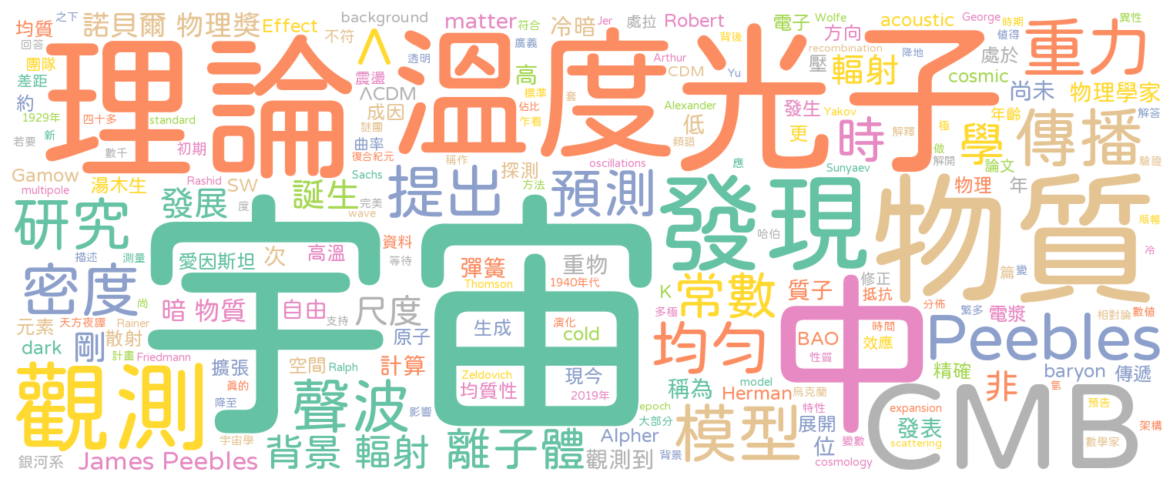 均質
之下
諾貝爾 物理獎
Effect
background
matter
符合
Jer
冷暗
處拉
Robert
電子
Wolfe
acoustic
George
時期
異性
回答
不符
Λ
廣義
背後
方向
recombination
值得
重力
團隊
理論
溫度
光子
透明
Arthur
Yu
壓
輻射
處於
差距
震盪
高
CDM
降地
cosmic
約
ΛCDM
標準
套
尚未
物理學家
1929年
四十多
standard
成因
佔比
Alexander
發生
Yakov
年齡
解答
新
謎團
乍看
低
更
時
解釋
極
學
傳播
若要
數千
初期
曲率
復合紀元
頻譜
做
解開
論文
驗證
Gamow
稱作
探測
oscillations
應
Sunyaev
multipole
湯木生
Rashid
SW
Sachs
提出
方法
預測
發現
物理
年
物質
研究
發展
誕生
度
完美
wave
阻暢
描述
測量
愛因斯坦
次
高溫
資料
哈伯
冷
密度
宇宙
等待
彈簧
重物
K
常數
質子
修正
篇
變
尚
Thomson
1940年代
抵抗
分佈
暗 物質
自由
尺度
多極
繁多
電漿
相對論
數值
元素
天方夜譚
Rainer
支持
生成
演化
均勻
中
BAO
時間
效應
Peebles
散射
原子
cold
性質
dark
剛
計畫
Friedmann
擴張
空間
Ralph
計算
精確
baryon
傳遞
觀測
聲波
Zeldovich
現今
稱為
model
烏克蘭
非
CMB
氫
均質性
2019年
Herman
降至
影響
epoch
大部分
模型
特性
expansion
預告
宇宙學
展開
發表
架構
背景 輻射
離子體
Alpher
位
scattering
數學家
銀河系
James Peebles
觀測到
背景
變數
cosmology